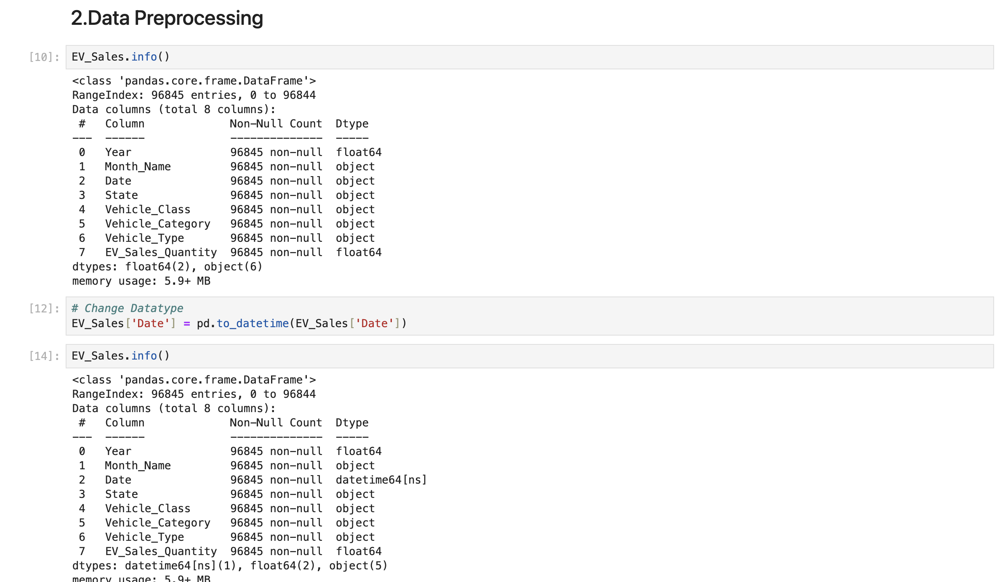 2.Data Preprocessing
[10]: EV_Sales.info()
<class 'pandas.core.frame.DataFrame'>
RangeIndex: 96845 entries, 0 to 96844
Data columns (total 8 columns):
 #   Column             Non-Null Count  Dtype
---  ------             --------------  -----
 0   Year               96845 non-null  float64
 1   Month_Name         96845 non-null  object
 2   Date               96845 non-null  object
 3   State              96845 non-null  object
 4   Vehicle_Class      96845 non-null  object
 5   Vehicle_Category   96845 non-null  object
 6   Vehicle_Type       96845 non-null  object
 7   EV_Sales_Quantity  96845 non-null  float64
dtypes: float64(2), object(6)
memory usage: 5.9+ MB
[12]: # Change Datatype
EV_Sales['Date'] = pd.to_datetime(EV_Sales['Date'])
[14]: EV_Sales.info()
<class 'pandas.core.frame.DataFrame'>
RangeIndex: 96845 entries, 0 to 96844
Data columns (total 8 columns):
 #   Column             Non-Null Count  Dtype
---  ------             --------------  -----
 0   Year               96845 non-null  float64
 1   Month_Name         96845 non-null  object
 2   Date               96845 non-null  datetime64[ns]
 3   State              96845 non-null  object
 4   Vehicle_Class      96845 non-null  object
 5   Vehicle_Category   96845 non-null  object
 6   Vehicle_Type       96845 non-null  object
 7   EV_Sales_Quantity  96845 non-null  float64
dtypes: datetime64[ns](1), float64(2), object(5)
memory usage: 5.9+ MB